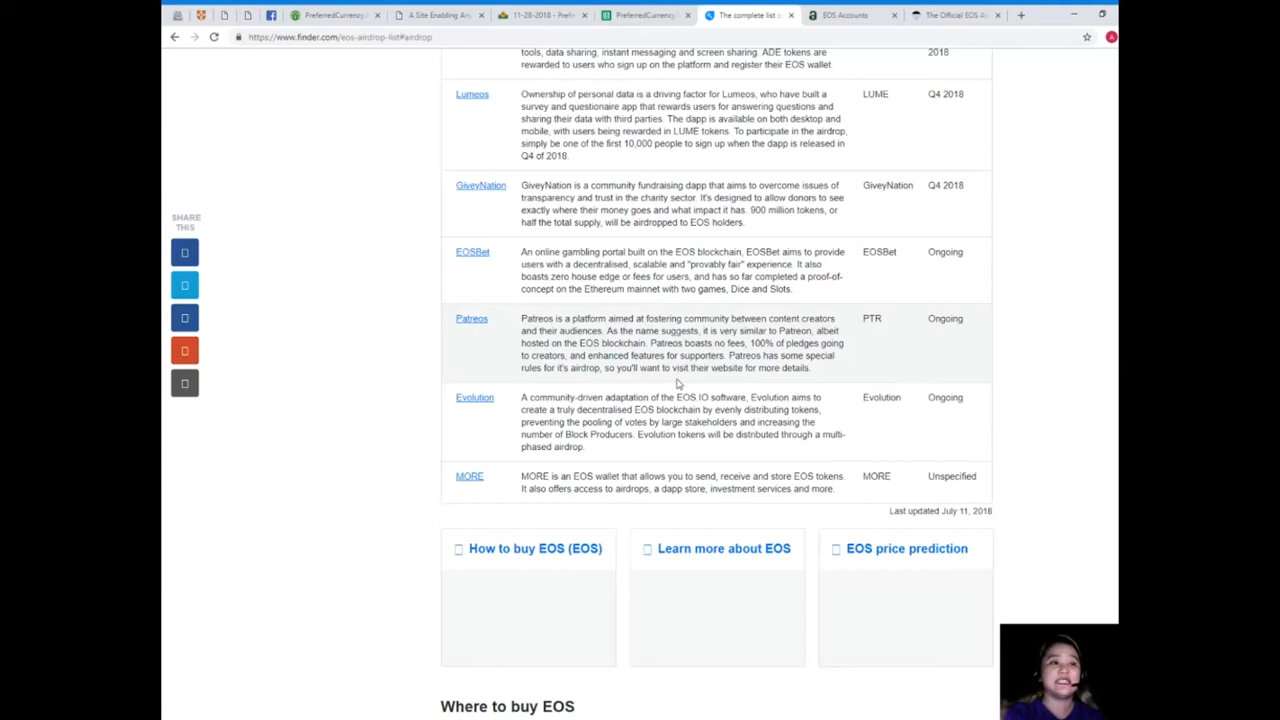 PreferredCurrency.
A Site Enabling An
11-28-2018 - Prefe
PreferredCurrency.
The complete list o
EOS Accounts
The Official EOS As
https://www.finder.com/eos-airdrop-list#airdrop
A
tools, data sharing, instant messaging and screen sharing. ADE tokens are
rewarded to users who sign up on the platform and register their EOS wallet.
2018
Lumeos
Ownership of personal data is a driving factor for Lumeos, who have built a
survey and questionaire app that rewards users for answering questions and
sharing their data with third parties. The dapp is available on both desktop and
mobile, with users being rewarded in LUME tokens. To participate in the airdrop,
simply be one of the first 10,000 people to sign up when the dapp is released in
Q4 of 2018.
LUME
Q4 2018
GiveyNation
GiveyNation is a community fundraising dapp that aims to overcome issues of
transparency and trust in the charity sector. It's designed to allow donors to see
exactly where their money goes and what impact it has. 900 million tokens, or
half the total supply, will be airdropped to EOS holders.
GiveyNation
Q4 2018
EOSBet
An online gambling portal built on the EOS blockchain, EOSBet aims to provide
users with a decentralised, scalable and "provably fair" experience. It also
boasts zero house edge or fees for users, and has so far completed a proof-of-
concept on the Ethereum mainnet with two games, Dice and Slots.
EOSBet
Ongoing
Patreos
Patreos is a platform aimed at fostering community between content creators
and their audiences. As the name suggests, it is very similar to Patreon, albeit
hosted on the EOS blockchain. Patreos boasts no fees, 100% of pledges going
to creators, and enhanced features for supporters. Patreos has some special
rules for it's airdrop, so you'll want to visit their website for more details.
PTR
Ongoing
Evolution
A community-driven adaptation of the EOS.IO software, Evolution aims to
create a truly decentralised EOS blockchain by evenly distributing tokens,
preventing the pooling of votes by large stakeholders and increasing the
number of Block Producers. Evolution tokens will be distributed through a multi-
phased airdrop.
Evolution
Ongoing
MORE
MORE is an EOS wallet that allows you to send, receive and store EOS tokens.
It also offers access to airdrops, a dapp store, investment services and more.
MORE
Unspecified
Last updated July 11, 2018
SHARE
THIS
How to buy EOS (EOS)
Learn more about EOS
EOS price prediction
Where to buy EOS